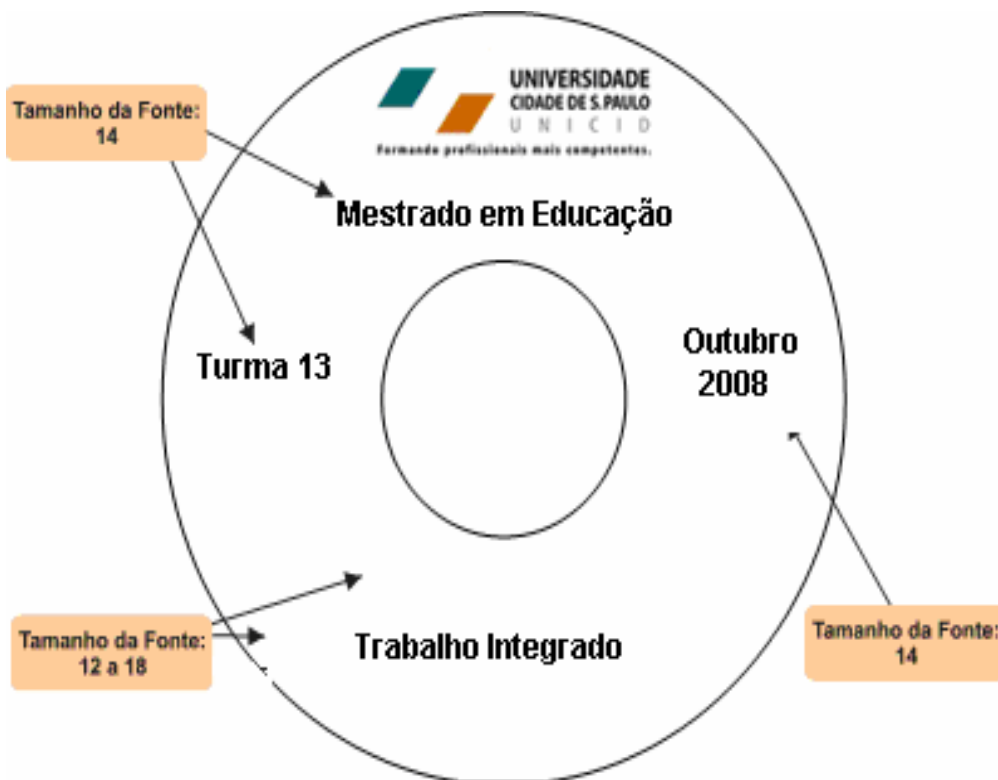 UNIVERSIDADE
CIDADE DE S.PAULO
UNICID
Formando profissionais mais competentes.
Tamanho da Fonte:
14
Mestrado em Educação
Turma 13
Outubro
2008
Tamanho da Fonte:
12 a 18
Trabalho Integrado
Tamanho da Fonte:
14